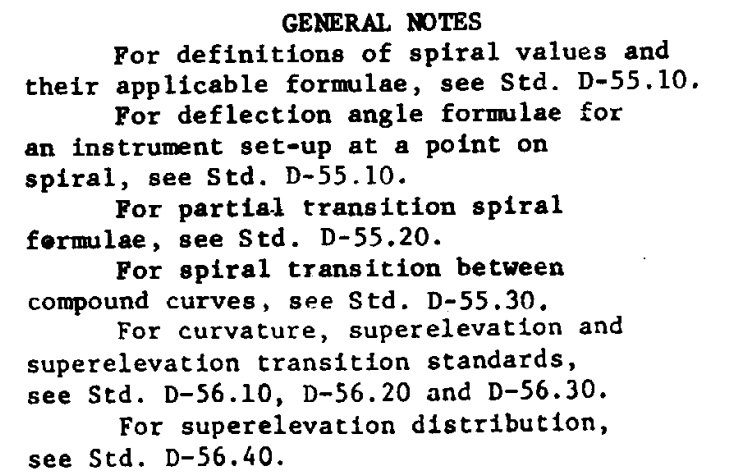 GENERAL NOTES
For definitions of spiral values and
their applicable formulae, see Std. D-55.10.
For deflection angle formulae for
an instrument set-up at a point on
spiral, see Std. D-55.10.
For partial transition spiral
formulae, see Std. D-55.20.
For spiral transition between
compound curves, see Std. D-55.30.
For curvature, superelevation and
superelevation transition standards,
see Std. D-56.10, D-56.20 and D-56.30.
For superelevation distribution,
see Std. D-56.40.